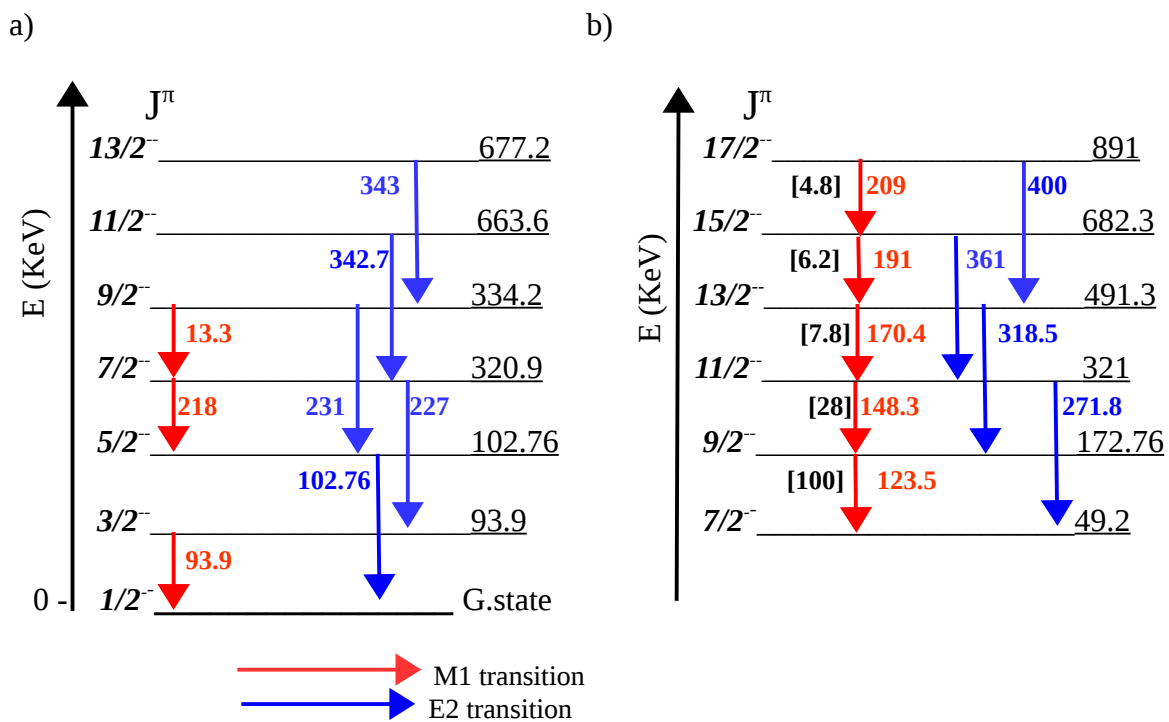 a)
E (KeV)
J^π
13/2-- 677.2
343
11/2-- 663.6
342.7
9/2-- 334.2
13.3
7/2-- 320.9
218 231 227
5/2-- 102.76
102.76
3/2-- 93.9
93.9
0 - 1/2-- G.state
b)
E (KeV)
J^π
17/2-- 891
[4.8] 209 400
15/2-- 682.3
[6.2] 191 361
13/2-- 491.3
[7.8] 170.4 318.5
11/2-- 321
[28] 148.3 271.8
9/2-- 172.76
[100] 123.5
7/2-- 49.2
M1 transition
E2 transition